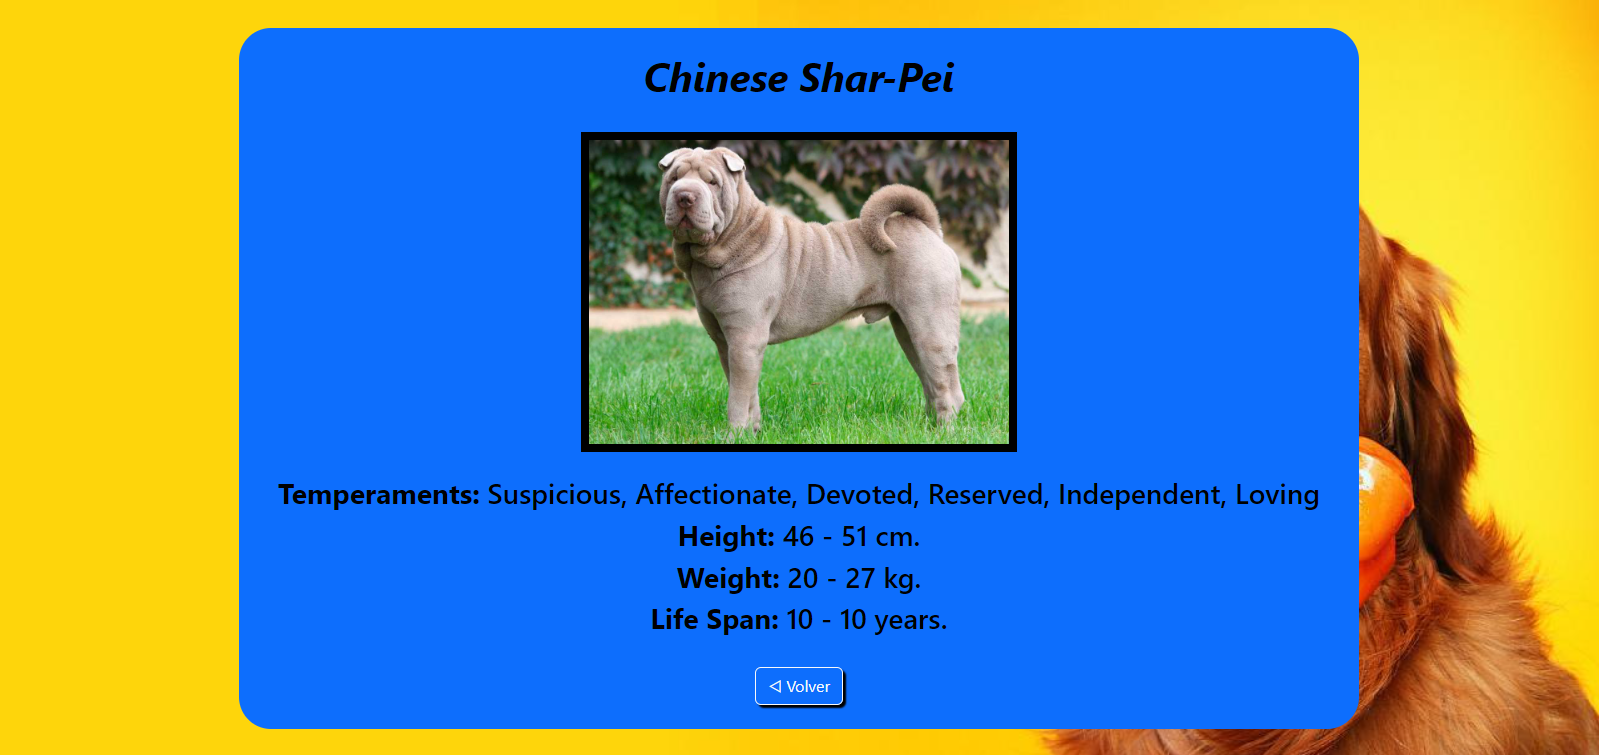 Chinese Shar-Pei
Temperaments: Suspicious, Affectionate, Devoted, Reserved, Independent, Loving
Height: 46 - 51 cm.
Weight: 20 - 27 kg.
Life Span: 10 - 10 years.
◁ Volver